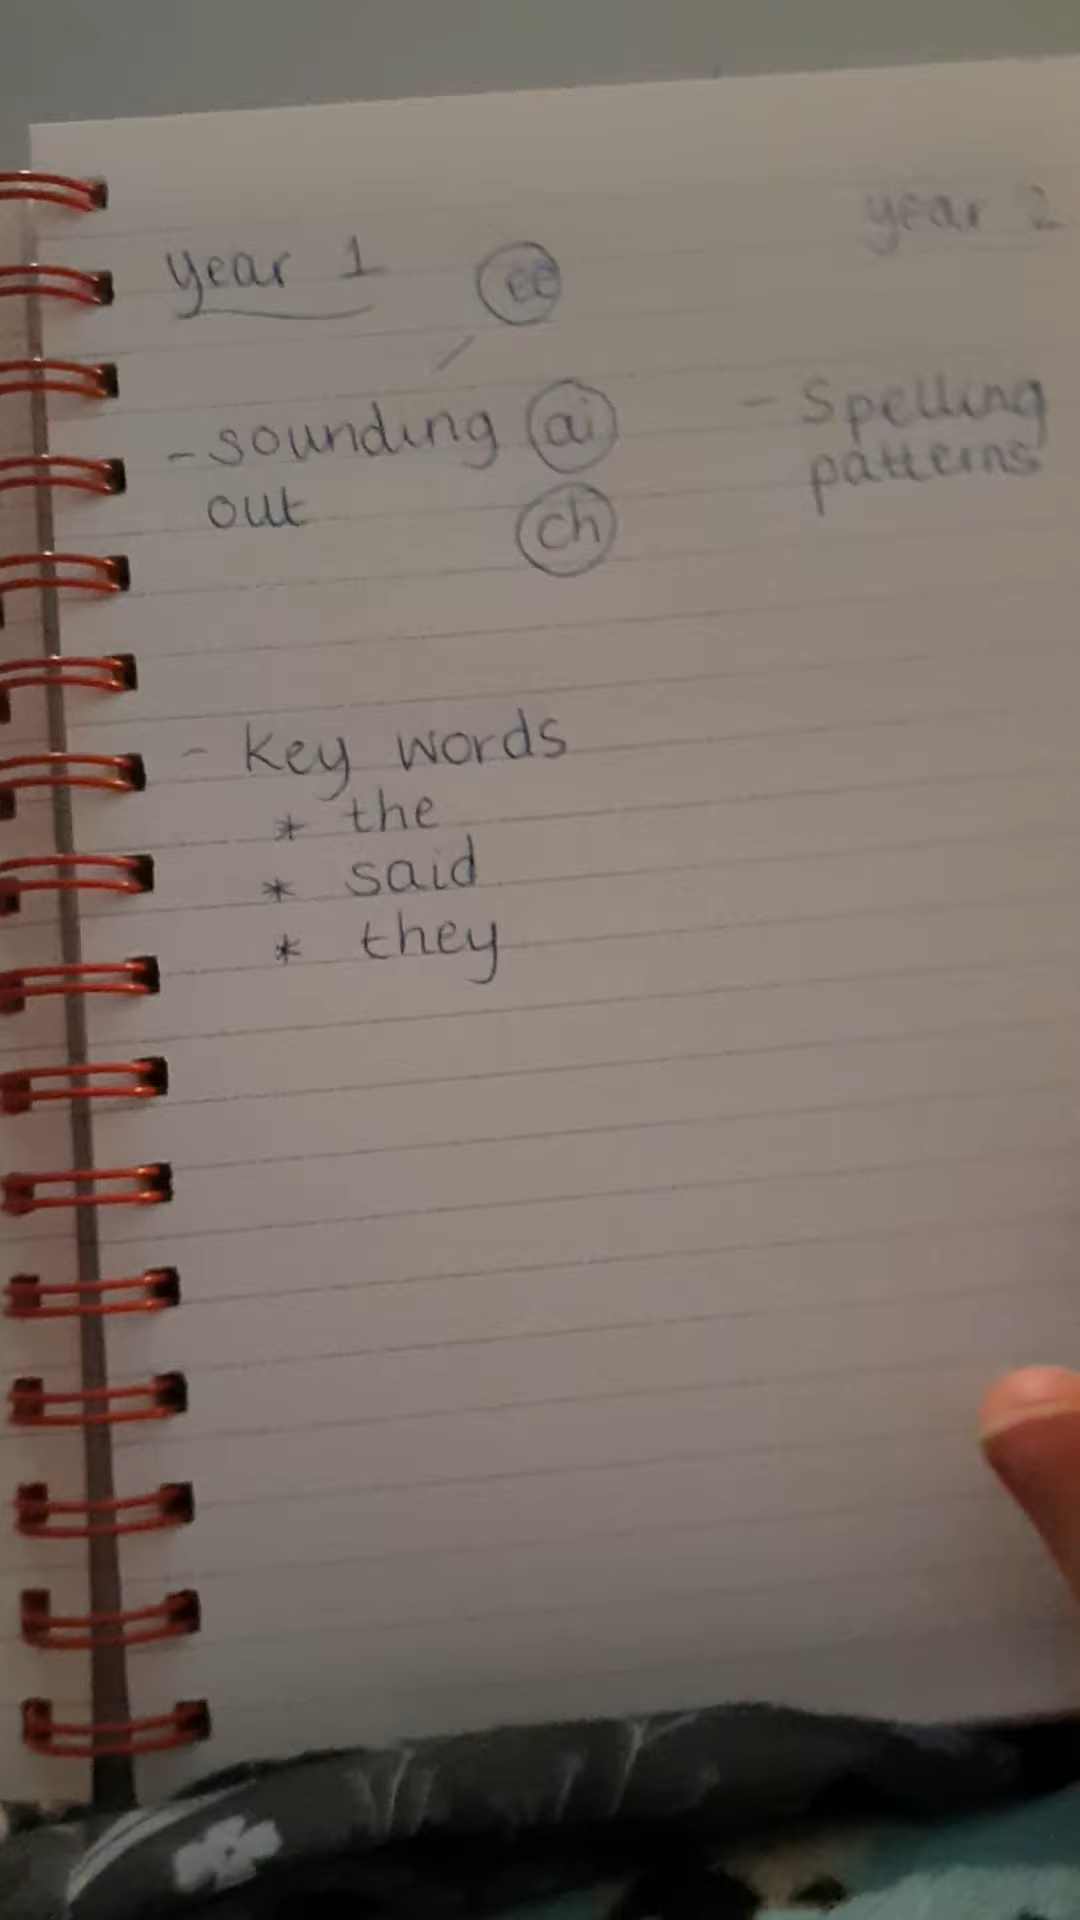 year 1
ee
- sounding
out
ai
ch
- key words
* the
* said
* they
year 2
- Spelling
patterns